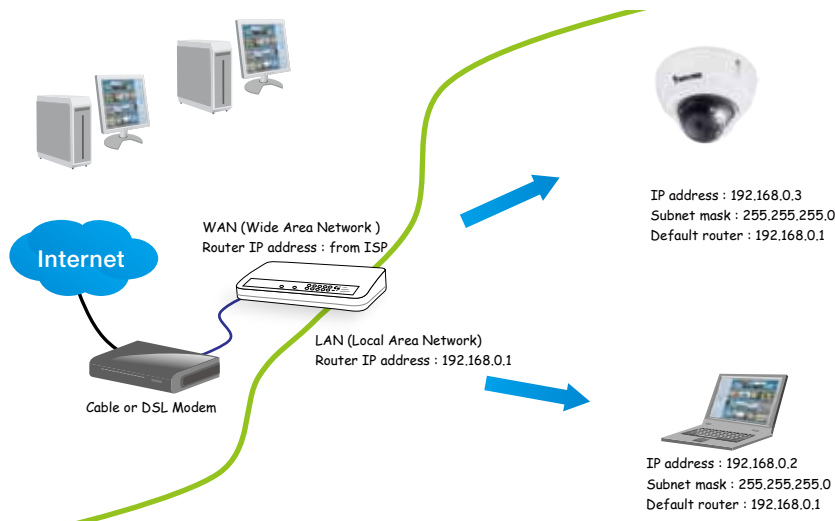 IP address : 192.168.0.3
Subnet mask : 255.255.255.0
Default router : 192.168.0.1
WAN (Wide Area Network )
Router IP address : from ISP
Internet
LAN (Local Area Network)
Router IP address : 192.168.0.1
Cable or DSL Modem
IP address : 192.168.0.2
Subnet mask : 255.255.255.0
Default router : 192.168.0.1